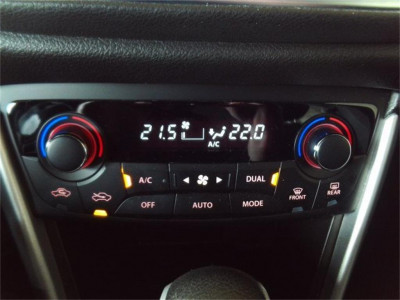 21.5 22.0
A/C
A/C DUAL
OFF AUTO MODE FRONT REAR